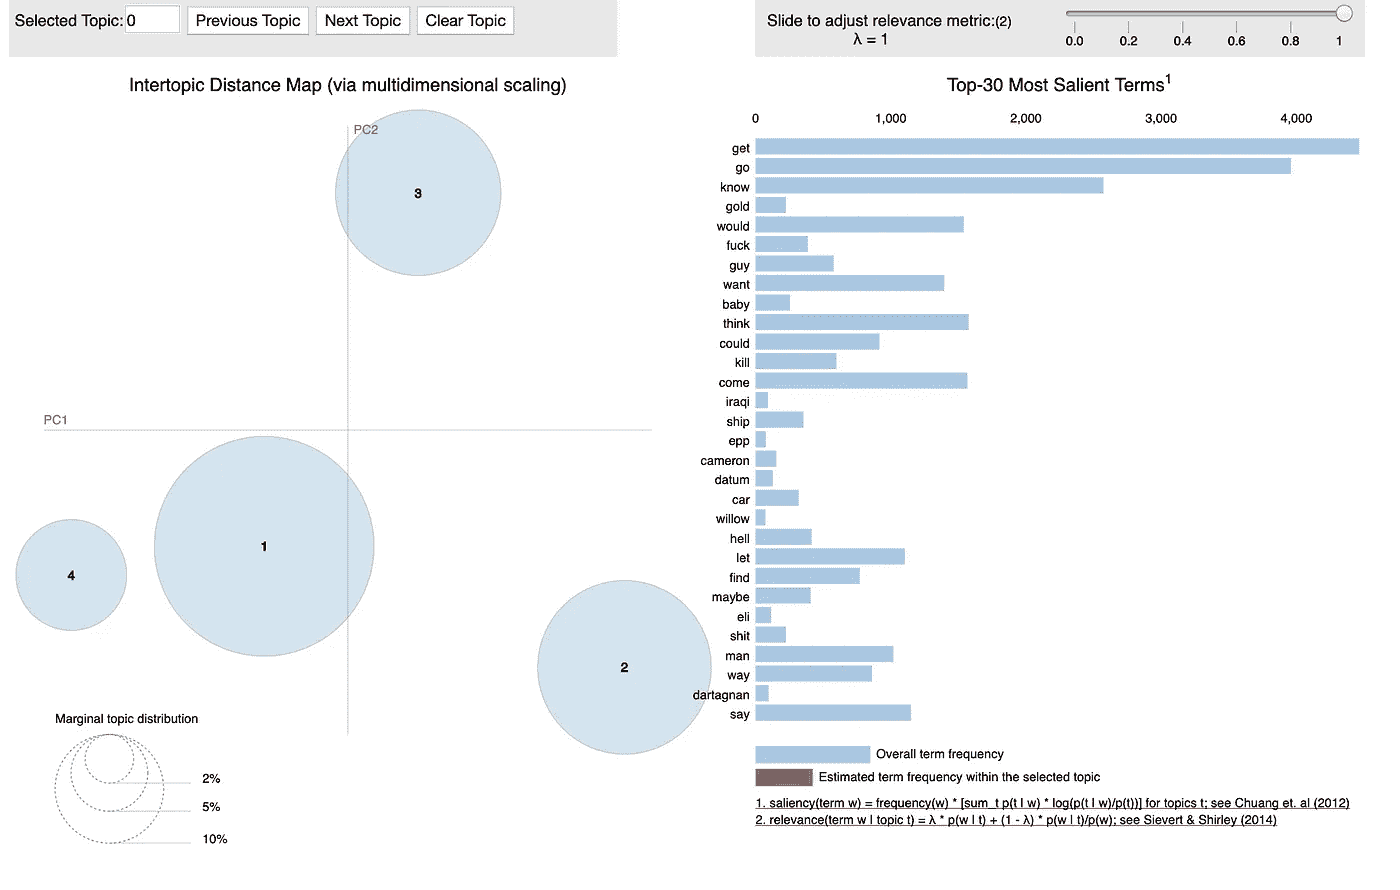 Selected Topic: 0 Previous Topic Next Topic Clear Topic
Slide to adjust relevance metric:(2)
λ = 1
0.0 0.2 0.4 0.6 0.8 1
Intertopic Distance Map (via multidimensional scaling)
PC2
PC1
3
1
4
2
Marginal topic distribution
2%
5%
10%
Top-30 Most Salient Terms1
0 1,000 2,000 3,000 4,000
get
go
know
gold
would
fuck
guy
want
baby
think
could
kill
come
iraqi
ship
epp
cameron
datum
car
willow
hell
let
find
maybe
eli
shit
man
way
dartagnan
say
Overall term frequency
Estimated term frequency within the selected topic
1. saliency(term w) = frequency(w) * [sum_t p(t | w) * log(p(t | w)/p(t))] for topics t; see Chuang et. al (2012)
2. relevance(term w | topic t) = λ * p(w | t) + (1 - λ) * p(w | t)/p(w); see Sievert & Shirley (2014)